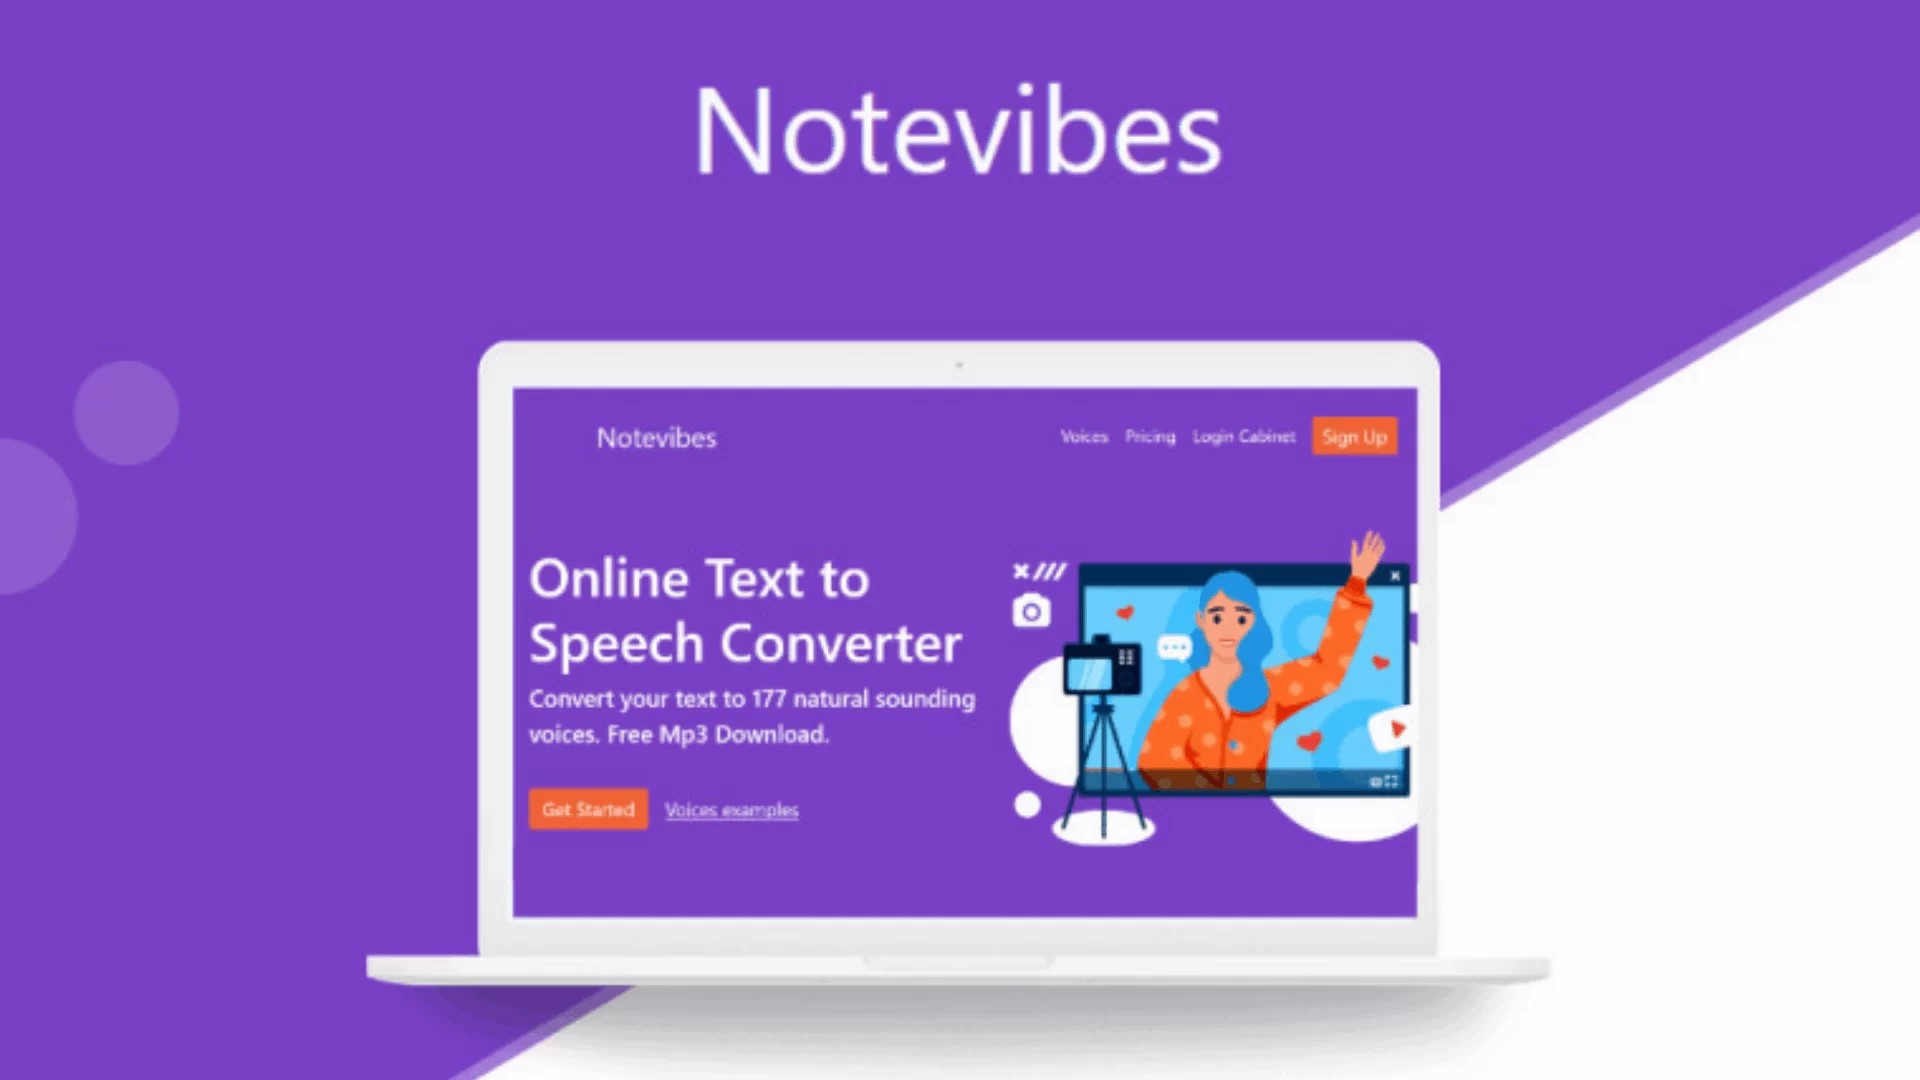 Notevibes
Notevibes
Voices Pricing Login Cabinet Sign Up
Online Text to
Speech Converter
Convert your text to 177 natural sounding
voices. Free Mp3 Download.
Get Started Voices examples